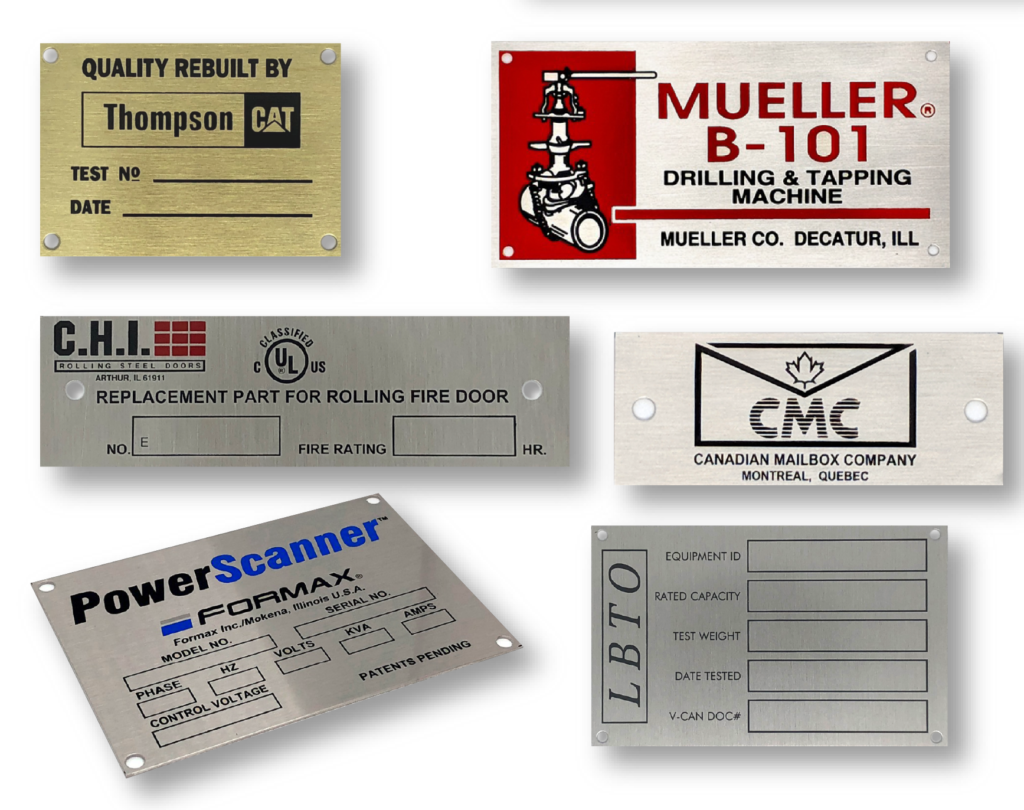 QUALITY REBUILT BY
Thompson CAT
TEST Nº
DATE
MUELLER®
B-101
DRILLING & TAPPING
MACHINE
MUELLER CO. DECATUR, ILL
C.H.I.
ROLLING STEEL DOORS
ARTHUR, IL 61911
CLASSIFIED
C UL US
®
REPLACEMENT PART FOR ROLLING FIRE DOOR
NO. E FIRE RATING HR.
CMC
CANADIAN MAILBOX COMPANY
MONTREAL, QUEBEC
PowerScanner™
FORMAX®
Formax Inc./Mokena, Illinois U.S.A.
MODEL NO. SERIAL NO.
PHASE HZ VOLTS KVA AMPS
CONTROL VOLTAGE PATENTS PENDING
LBTO
EQUIPMENT ID
RATED CAPACITY
TEST WEIGHT
DATE TESTED
V-CAN DOC#